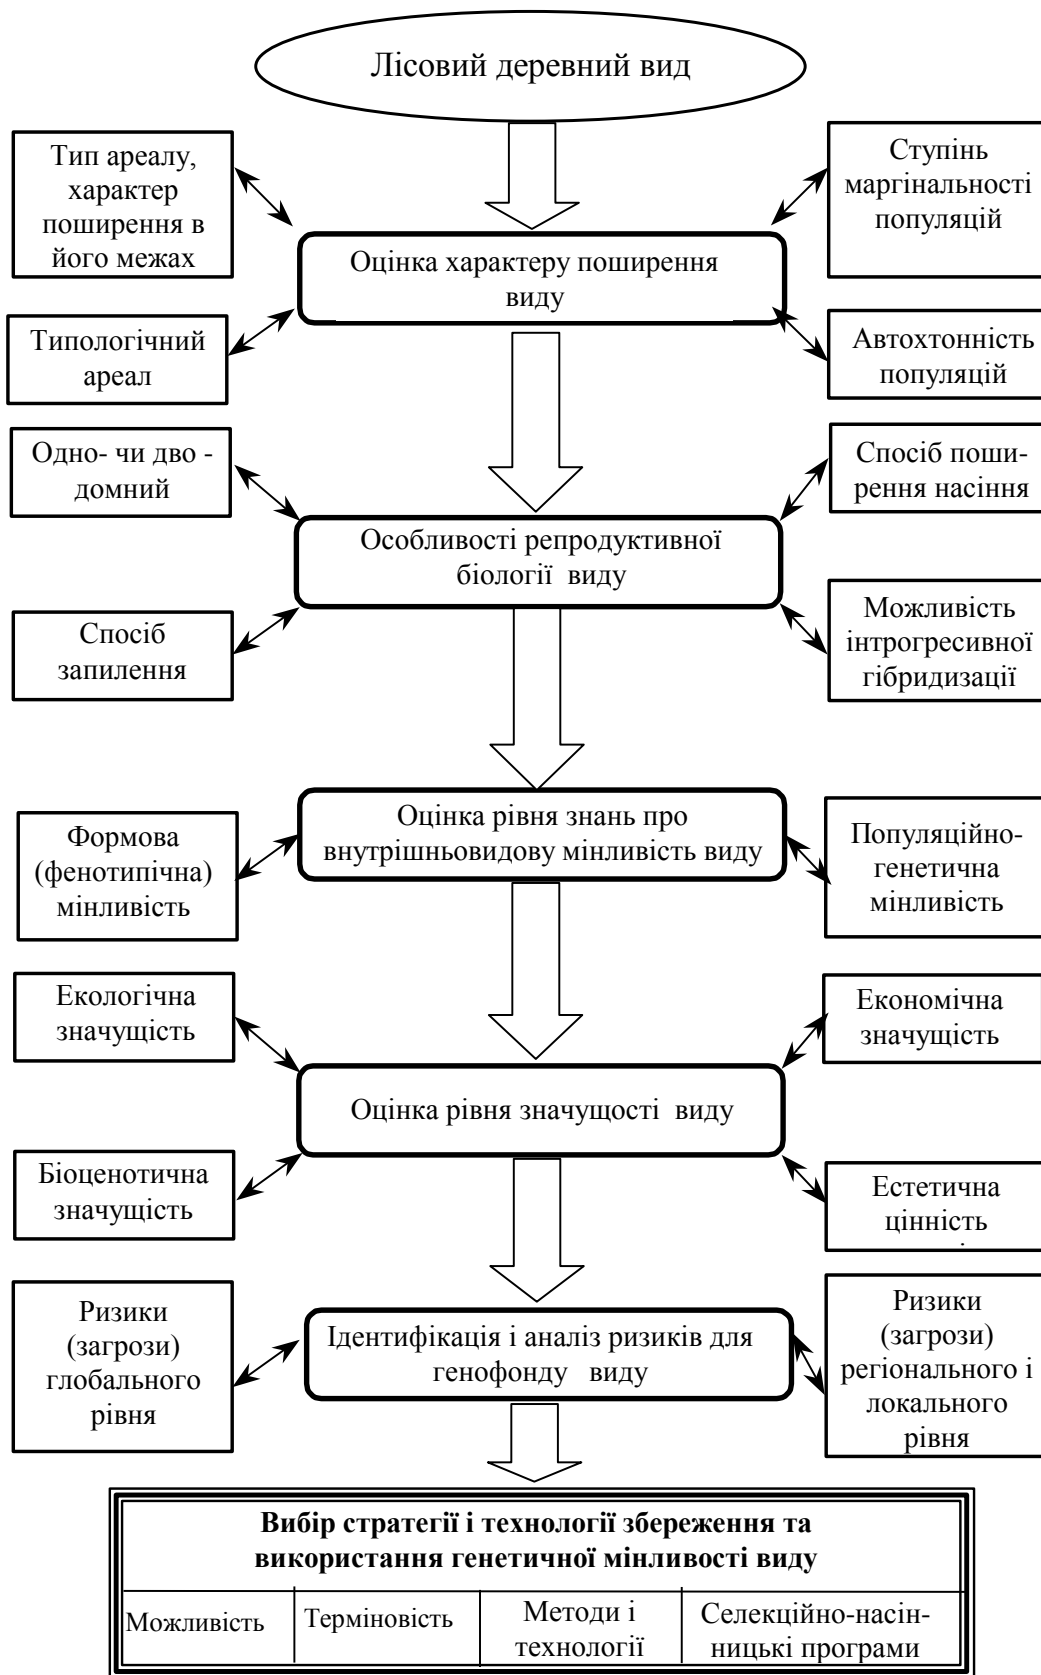 Лісовий деревний вид
Тип ареалу,
характер
поширення в
його межах
Ступінь
маргінальності
популяцій
Оцінка характеру поширення
виду
Типологічний
ареал
Автохтонність
популяцій
Одно- чи дво -
домний
Спосіб поши-
рення насіння
Особливості репродуктивної
біології виду
Спосіб
запилення
Можливість
інтрогресивної
гібридизації
Оцінка рівня знань про
внутрішньовидову мінливість виду
Формова
(фенотипічна)
мінливість
Популяційно-
генетична
мінливість
Екологічна
значущість
Економічна
значущість
Оцінка рівня значущості виду
Біоценотична
значущість
Естетична
цінність
Ризики
(загрози)
глобального
рівня
Ідентифікація і аналіз ризиків для
генофонду виду
Ризики
(загрози)
регіонального і
локального
рівня
Вибір стратегії і технології збереження та
використання генетичної мінливості виду
Можливість
Терміновість
Методи і
технології
Селекційно-насін-
ницькі програми